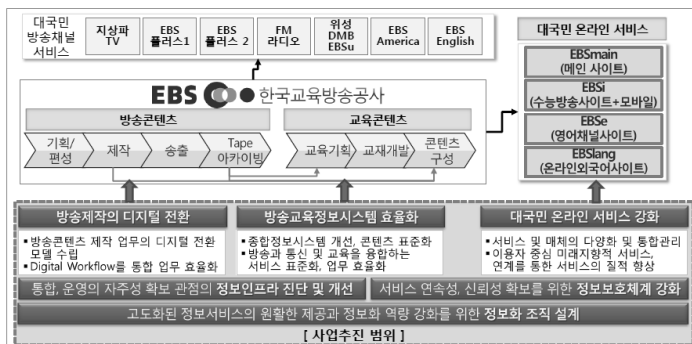 대국민
방송채널
서비스
지상파
TV
EBS
플러스1
EBS
플러스 2
FM
라디오
위성
DMB
EBSu
EBS
America
EBS
English
대국민 온라인 서비스
EBSmain
(메인 사이트)
EBSi
(수능방송사이트+모바일)
EBSe
(영어채널사이트)
EBSlang
(온라인외국어사이트)
EBS 한국교육방송공사
방송콘텐츠
교육콘텐츠
기획/
편성
제작
송출
Tape
아카이빙
교육기획
교재개발
콘텐츠
구성
방송제작의 디지털 전환
▪방송콘텐츠 제작 업무의 디지털 전환
모델 수립
▪Digital Workflow를 통합 업무 효율화
방송교육정보시스템 효율화
▪종합정보시스템 개선, 콘텐츠 표준화
▪방송과 통신 및 교육을 융합하는
서비스 표준화, 업무 효율화
대국민 온라인 서비스 강화
▪서비스 및 매체의 다양화 및 통합관리
▪이용자 중심 미래지향적 서비스,
연계를 통한 서비스의 질적 향상
통합, 운영의 자주성 확보 관점의 정보인프라 진단 및 개선
서비스 연속성, 신뢰성 확보를 위한 정보보호체계 강화
고도화된 정보서비스의 원활한 제공과 정보화 역량 강화를 위한 정보화 조직 설계
[ 사업추진 범위 ]